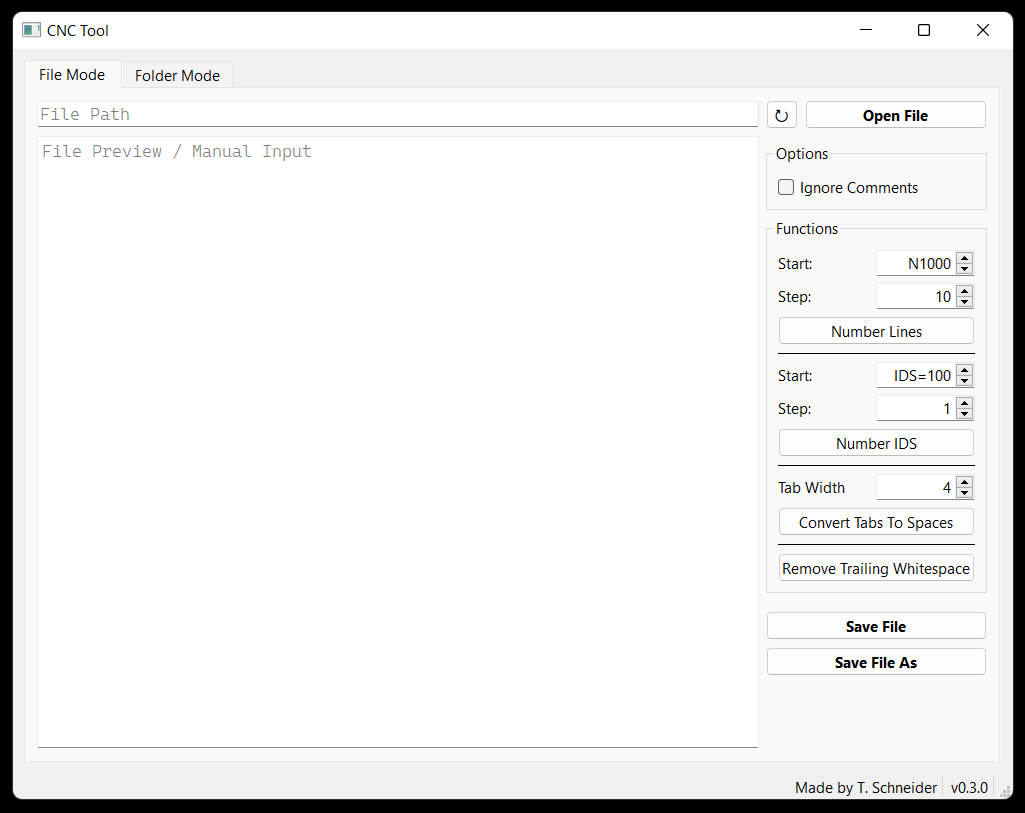 CNC Tool
File Mode
Folder Mode
File Path
Open File
File Preview / Manual Input
Options
Ignore Comments
Functions
Start:
N1000
Step:
10
Number Lines
Start:
IDS=100
Step:
1
Number IDS
Tab Width
4
Convert Tabs To Spaces
Remove Trailing Whitespace
Save File
Save File As
Made by T. Schneider
v0.3.0